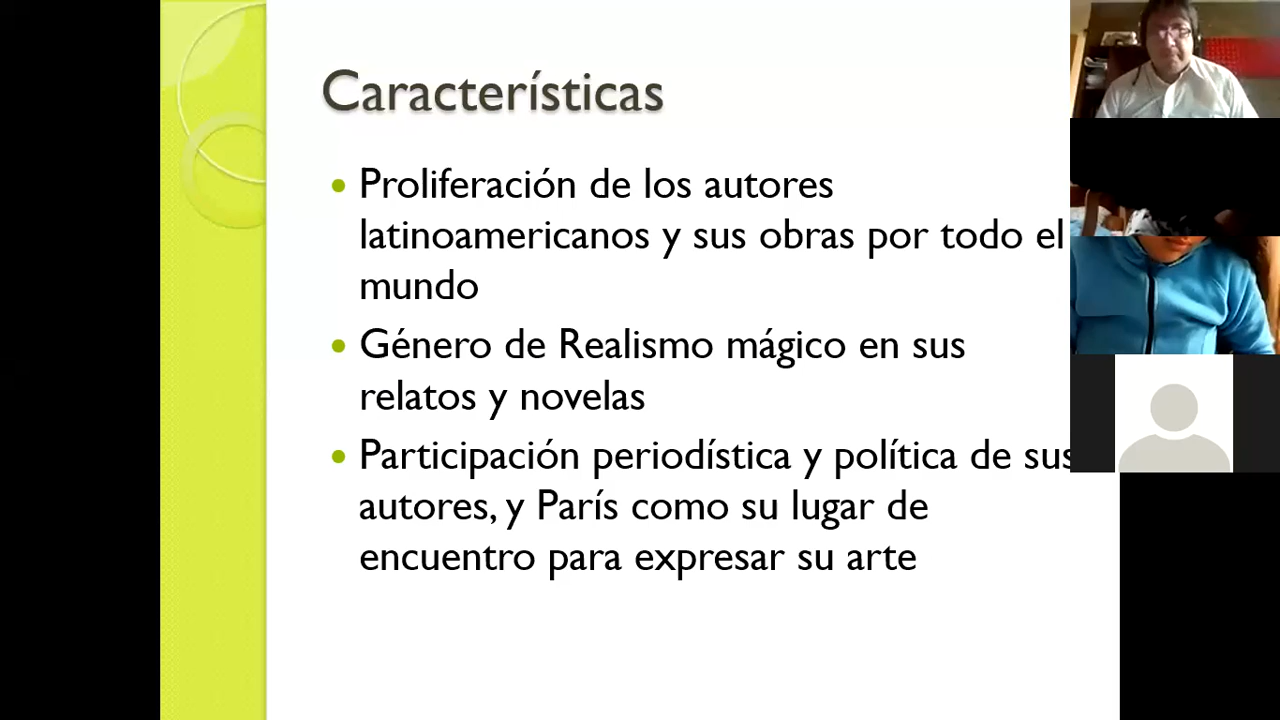 Características
Proliferación de los autores
latinoamericanos y sus obras por todo el
mundo
Género de Realismo mágico en sus
relatos y novelas
Participación periodística y política de sus
autores, y París como su lugar de
encuentro para expresar su arte